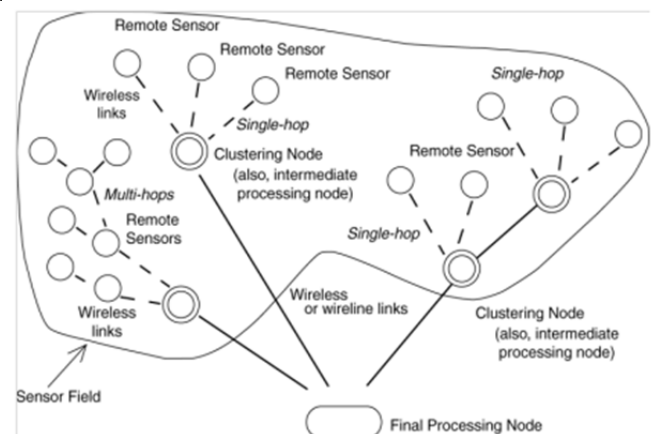 Remote Sensor
Remote Sensor
Remote Sensor
Single-hop
Wireless
links
Single-hop
Clustering Node
(also, intermediate
processing node)
Remote Sensor
Multi-hops
Remote
Sensors
Single-hop
Wireless
or wireline links
Wireless
links
Clustering Node
(also, intermediate
processing node)
Sensor Field
Final Processing Node